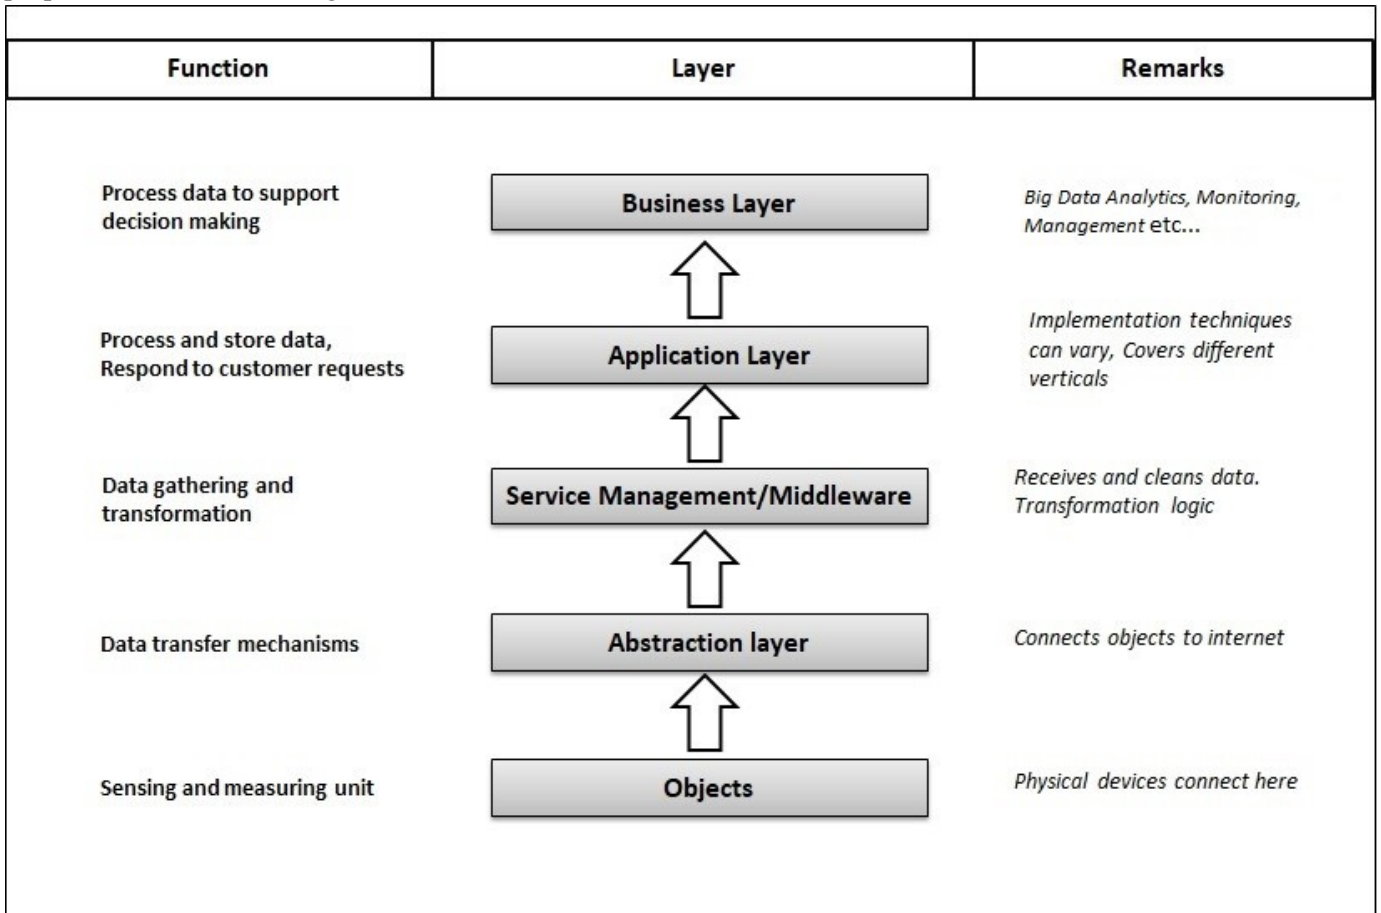 Function
Layer
Remarks
Process data to support
decision making
Business Layer
Big Data Analytics, Monitoring,
Management etc...
Process and store data,
Respond to customer requests
Application Layer
Implementation techniques
can vary, Covers different
verticals
Data gathering and
transformation
Service Management/Middleware
Receives and cleans data.
Transformation logic
Data transfer mechanisms
Abstraction layer
Connects objects to internet
Sensing and measuring unit
Objects
Physical devices connect here